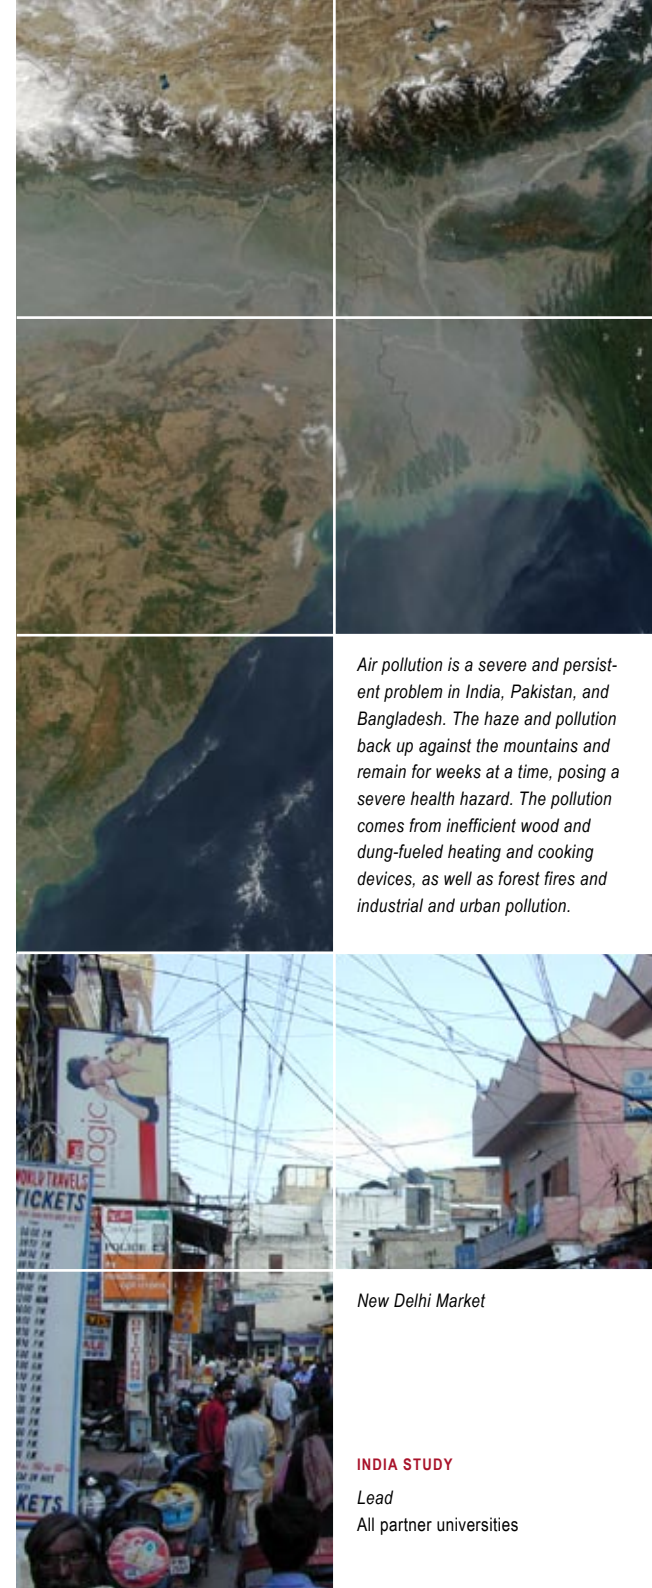 Air pollution is a severe and persist-
ent problem in India, Pakistan, and
Bangladesh. The haze and pollution
back up against the mountains and
remain for weeks at a time, posing a
severe health hazard. The pollution
comes from inefficient wood and
dung-fueled heating and cooking
devices, as well as forest fires and
industrial and urban pollution.
magic
WORLD TRAVELS
TICKETS
POLICE
OPTICIANS
KETS
New Delhi Market
INDIA STUDY
Lead
All partner universities